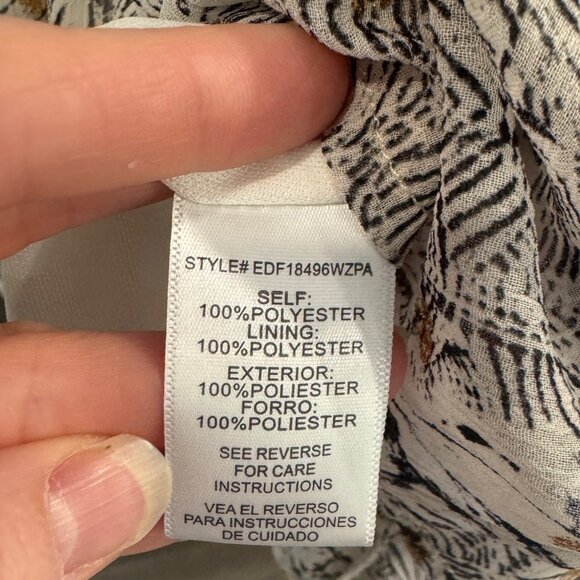 STYLE# EDF18496WZPA
SELF:
100%POLYESTER
LINING:
100%POLYESTER
EXTERIOR:
100%POLIESTER
FORRO:
100%POLIESTER
SEE REVERSE
FOR CARE
INSTRUCTIONS
VEA EL REVERSO
PARA INSTRUCCIONES
DE CUIDADO